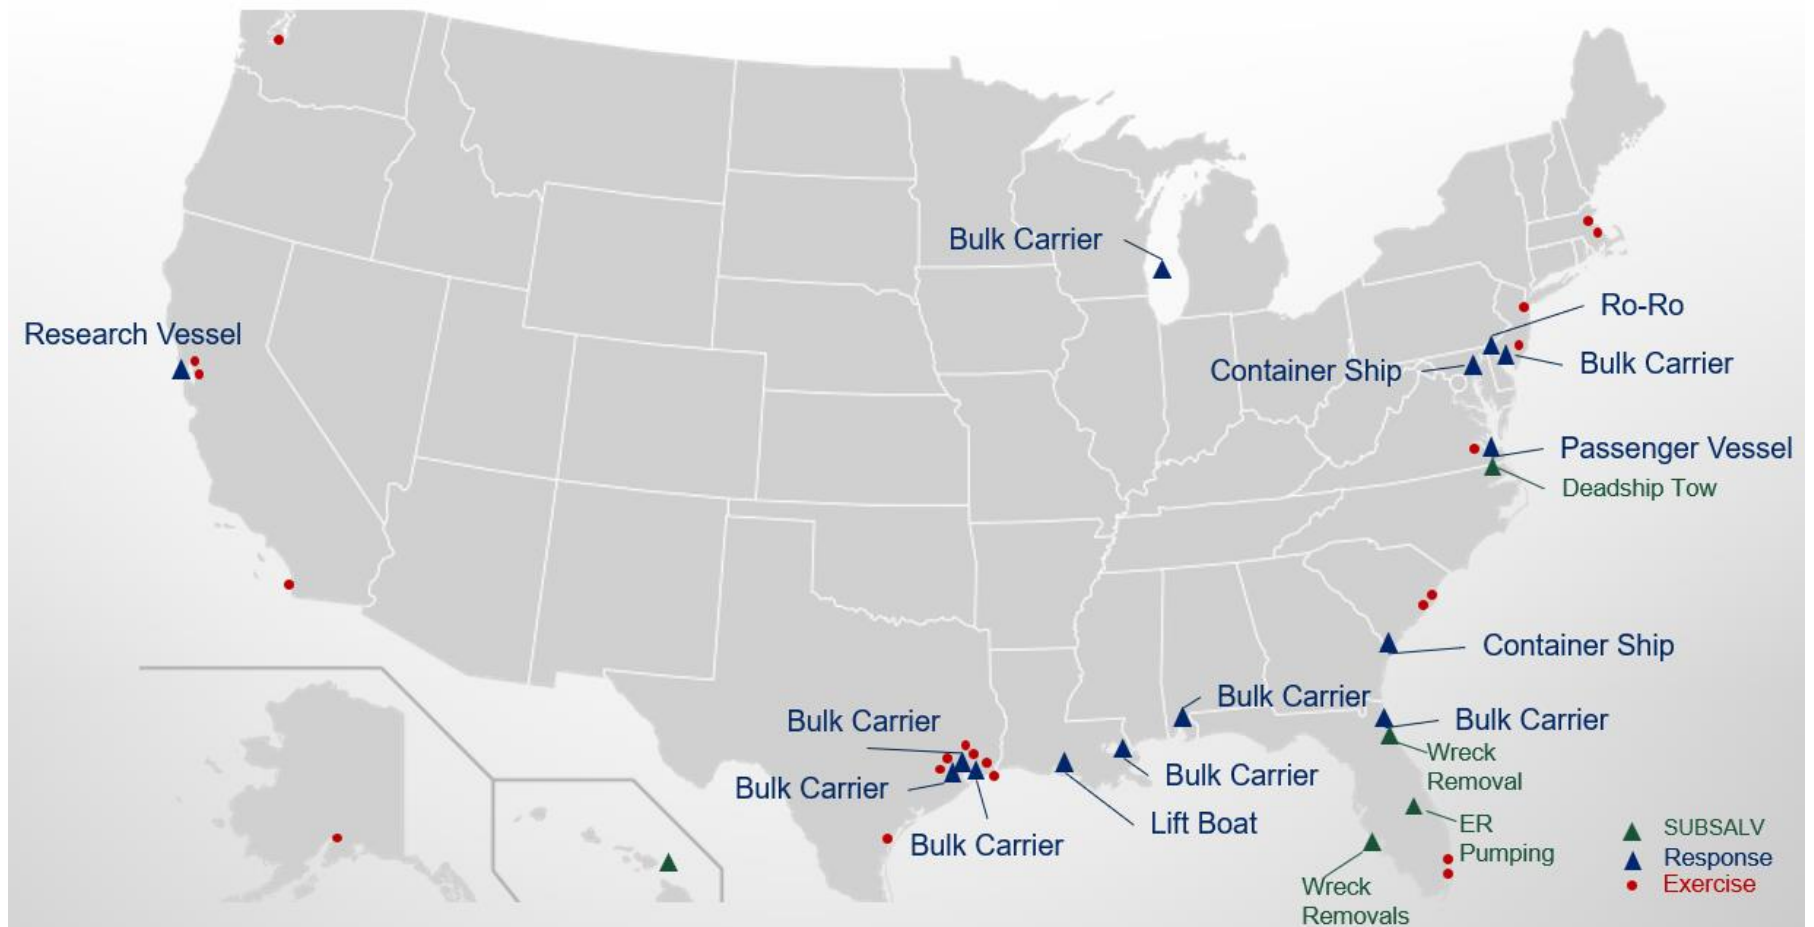 Bulk Carrier
Ro-Ro
Research Vessel
Container Ship
Bulk Carrier
Passenger Vessel
Deadship Tow
Container Ship
Bulk Carrier
Bulk Carrier
Bulk Carrier
Wreck
Removal
Bulk Carrier
Bulk Carrier
Lift Boat
Bulk Carrier
ER
Pumping
Wreck
Removals
SUBSALV
Response
Exercise